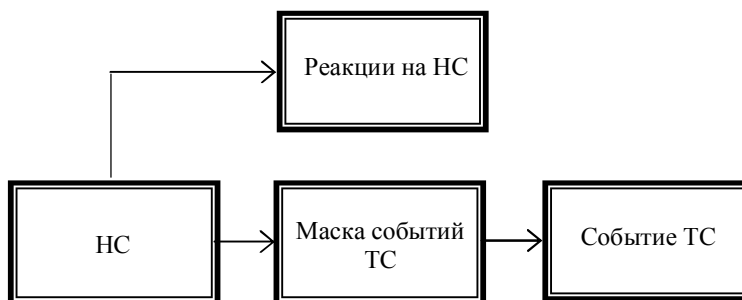 Реакции на НС
НС
Маска событий
ТС
Событие ТС